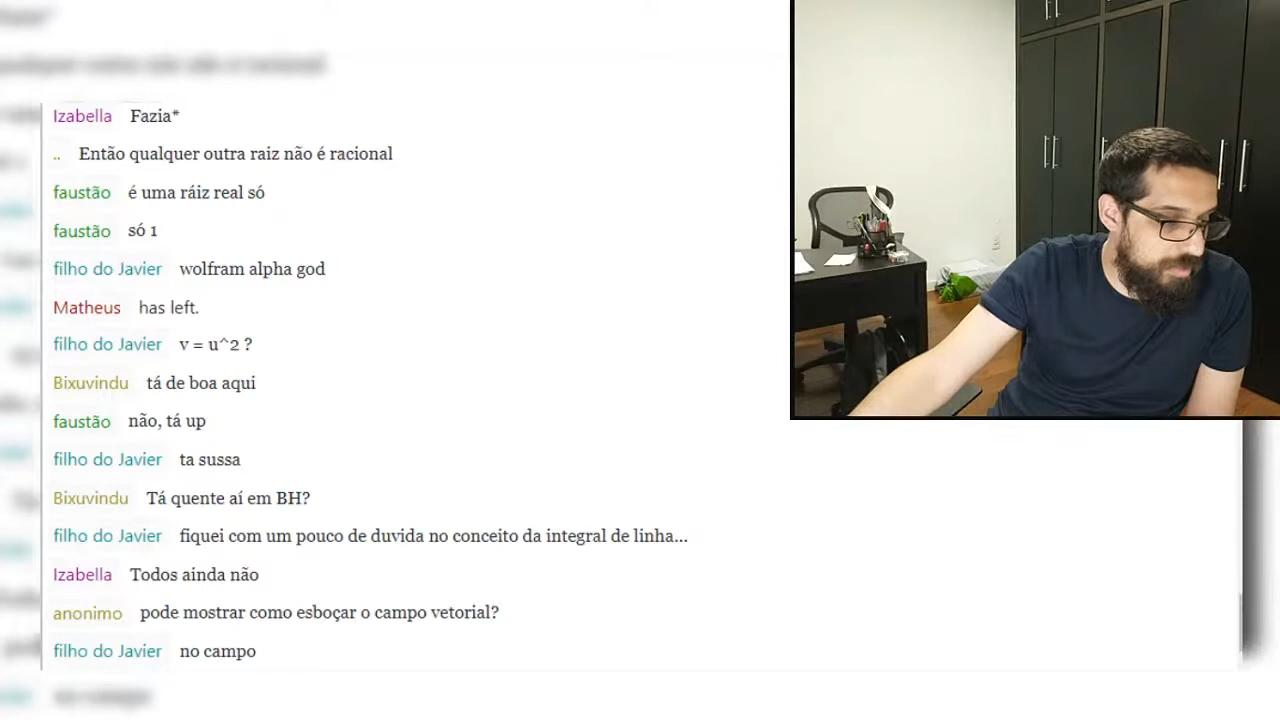 Izabella Fazia*
.. Então qualquer outra raiz não é racional
faustão é uma ráiz real só
faustão só 1
filho do Javier wolfram alpha god
Matheus has left.
filho do Javier v = u^2 ?
Bixuvindu tá de boa aqui
faustão não, tá up
filho do Javier ta sussa
Bixuvindu Tá quente aí em BH?
filho do Javier fiquei com um pouco de duvida no conceito da integral de linha...
Izabella Todos ainda não
anonimo pode mostrar como esboçar o campo vetorial?
filho do Javier no campo